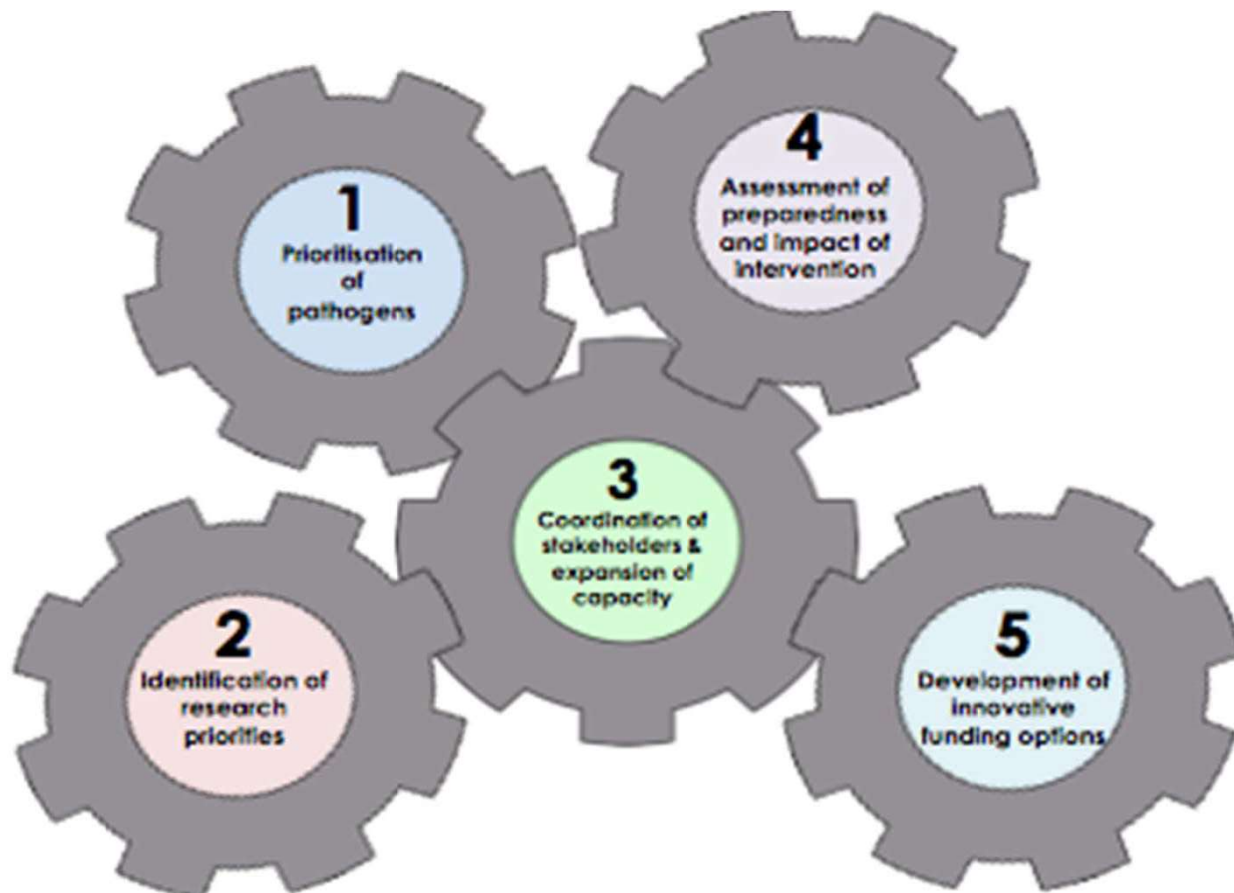 1
Prioritisation
of
pathogens
2
Identification of
research
priorities
3
Coordination of
stakeholders &
expansion of
capacity
4
Assessment of
preparedness
and impact of
intervention
5
Development of
innovative
funding options